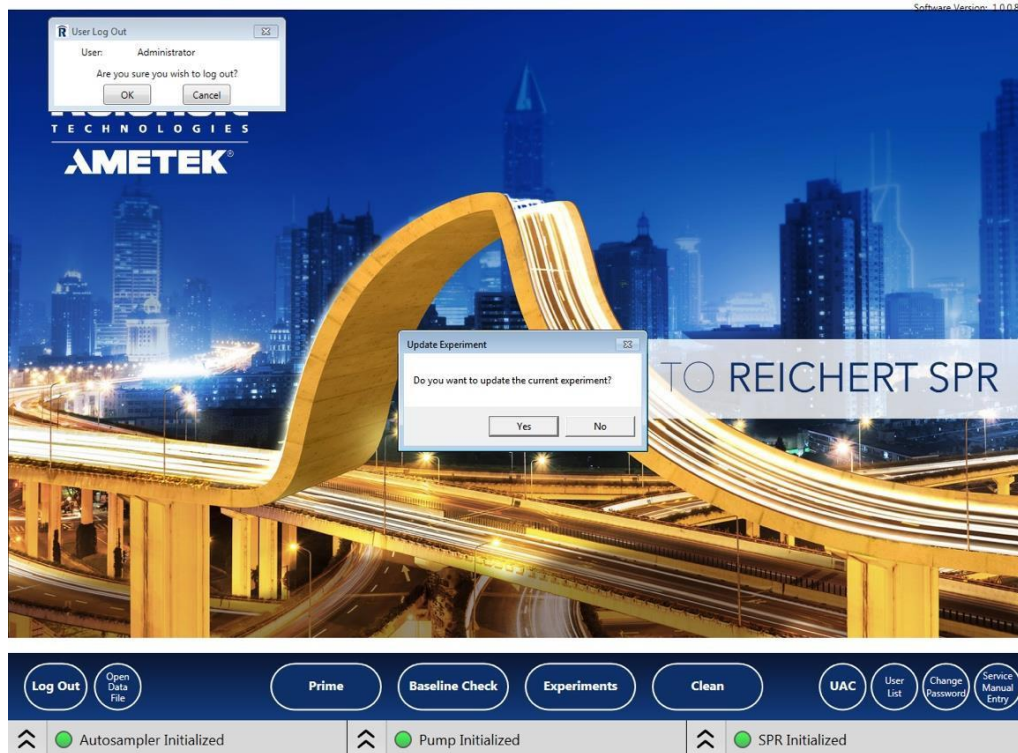 Software Version: 1.0.0.8
User Log Out
User: Administrator
Are you sure you wish to log out?
OK Cancel
TECHNOLOGIES
AMETEK®
Update Experiment
Do you want to update the current experiment?
Yes No
TO REICHERT SPR
Log Out
Open
Data
File
Prime
Baseline Check
Experiments
Clean
UAC
User
List
Change
Password
Service
Manual
Entry
Autosampler Initialized
Pump Initialized
SPR Initialized